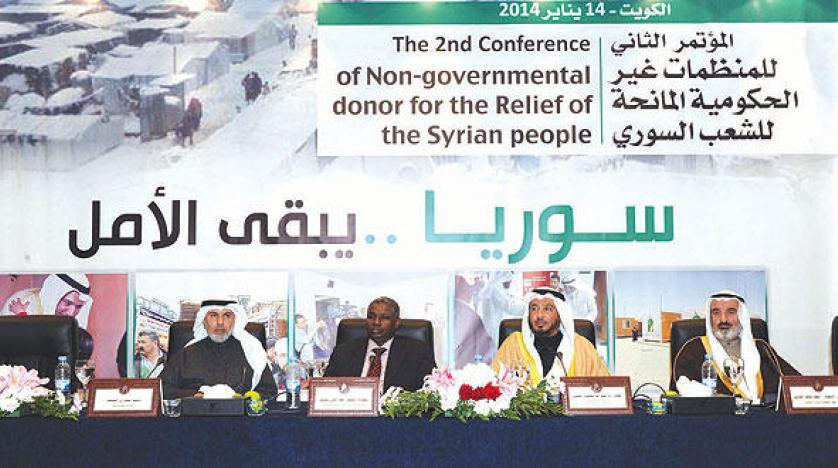 الكويت - 14 يناير 2014
المؤتمر الثاني
للمنظمات غير
الحكومية المانحة
للشعب السوري
The 2nd Conference
of Non-governmental
donor for the Relief of
the Syrian people
سوريا .. يبقى الأمل